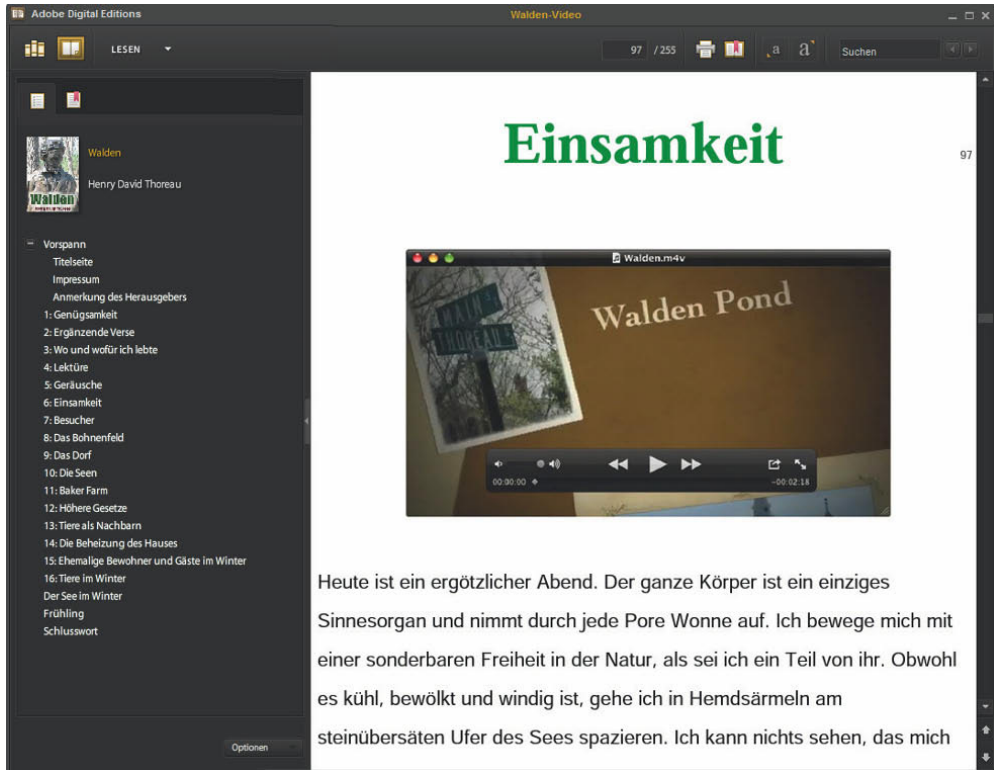 Adobe Digital Editions
Walden-Video
LESEN
97 / 255
a a
Suchen
Walden
Walden
Henry David Thoreau
Vorspann
Titelseite
Impressum
Anmerkung des Herausgebers
1: Genügsamkeit
2: Ergänzende Verse
3: Wo und wofür ich lebte
4: Lektüre
5: Geräusche
6: Einsamkeit
7: Besucher
8: Das Bohnenfeld
9: Das Dorf
10: Die Seen
11: Baker Farm
12: Höhere Gesetze
13: Tiere als Nachbarn
14: Die Beheizung des Hauses
15: Ehemalige Bewohner und Gäste im Winter
16: Tiere im Winter
Der See im Winter
Frühling
Schlusswort
Optionen
Einsamkeit
97
Walden.m4v
MAIN ST
THOREAU
Walden Pond
00:00:00
-00:02:18
Heute ist ein ergötzlicher Abend. Der ganze Körper ist ein einziges
Sinnesorgan und nimmt durch jede Pore Wonne auf. Ich bewege mich mit
einer sonderbaren Freiheit in der Natur, als sei ich ein Teil von ihr. Obwohl
es kühl, bewölkt und windig ist, gehe ich in Hemdsärmeln am
steinübersäten Ufer des Sees spazieren. Ich kann nichts sehen, das mich